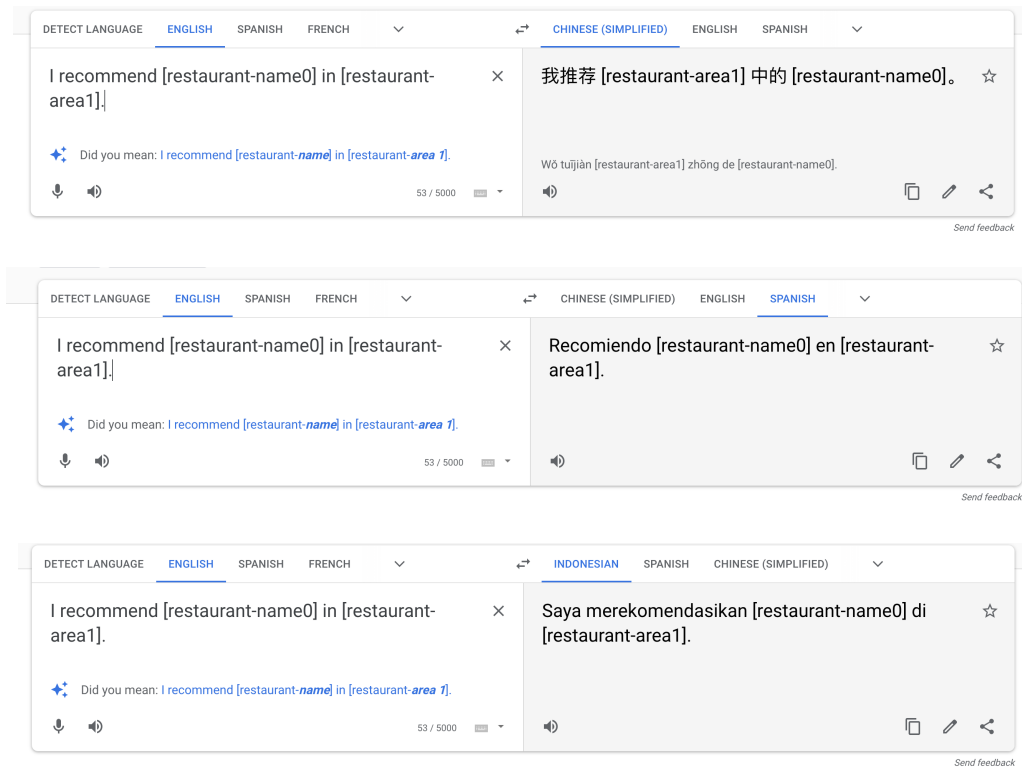 DETECT LANGUAGE ENGLISH SPANISH FRENCH CHINESE (SIMPLIFIED) ENGLISH SPANISH
I recommend [restaurant-name0] in [restaurant-
area1].
Did you mean: I recommend [restaurant-name] in [restaurant-area 1].
53 / 5000
我推荐 [restaurant-area1] 中的 [restaurant-name0]。
Wǒ tuījiàn [restaurant-area1] zhōng de [restaurant-name0].
Send feedback
DETECT LANGUAGE ENGLISH SPANISH FRENCH CHINESE (SIMPLIFIED) ENGLISH SPANISH
I recommend [restaurant-name0] in [restaurant-
area1].
Did you mean: I recommend [restaurant-name] in [restaurant-area 1].
53 / 5000
Recomiendo [restaurant-name0] en [restaurant-
area1].
Send feedback
DETECT LANGUAGE ENGLISH SPANISH FRENCH INDONESIAN SPANISH CHINESE (SIMPLIFIED)
I recommend [restaurant-name0] in [restaurant-
area1].
Did you mean: I recommend [restaurant-name] in [restaurant-area 1].
53 / 5000
Saya merekomendasikan [restaurant-name0] di
[restaurant-area1].
Send feedback